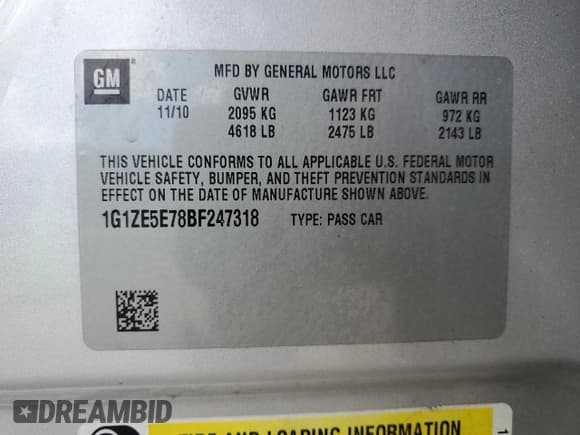 GM
MFD BY GENERAL MOTORS LLC
DATE GVWR GAWR FRT GAWR RR
11/10 2095 KG 1123 KG 972 KG
4618 LB 2475 LB 2143 LB
THIS VEHICLE CONFORMS TO ALL APPLICABLE U.S. FEDERAL MOTOR
VEHICLE SAFETY, BUMPER, AND THEFT PREVENTION STANDARDS IN
EFFECT ON THE DATE OF MANUFACTURE SHOWN ABOVE.
1G1ZE5E78BF247318 TYPE: PASS CAR
DREAMBID
TIRE AND LOADING INFORMATION